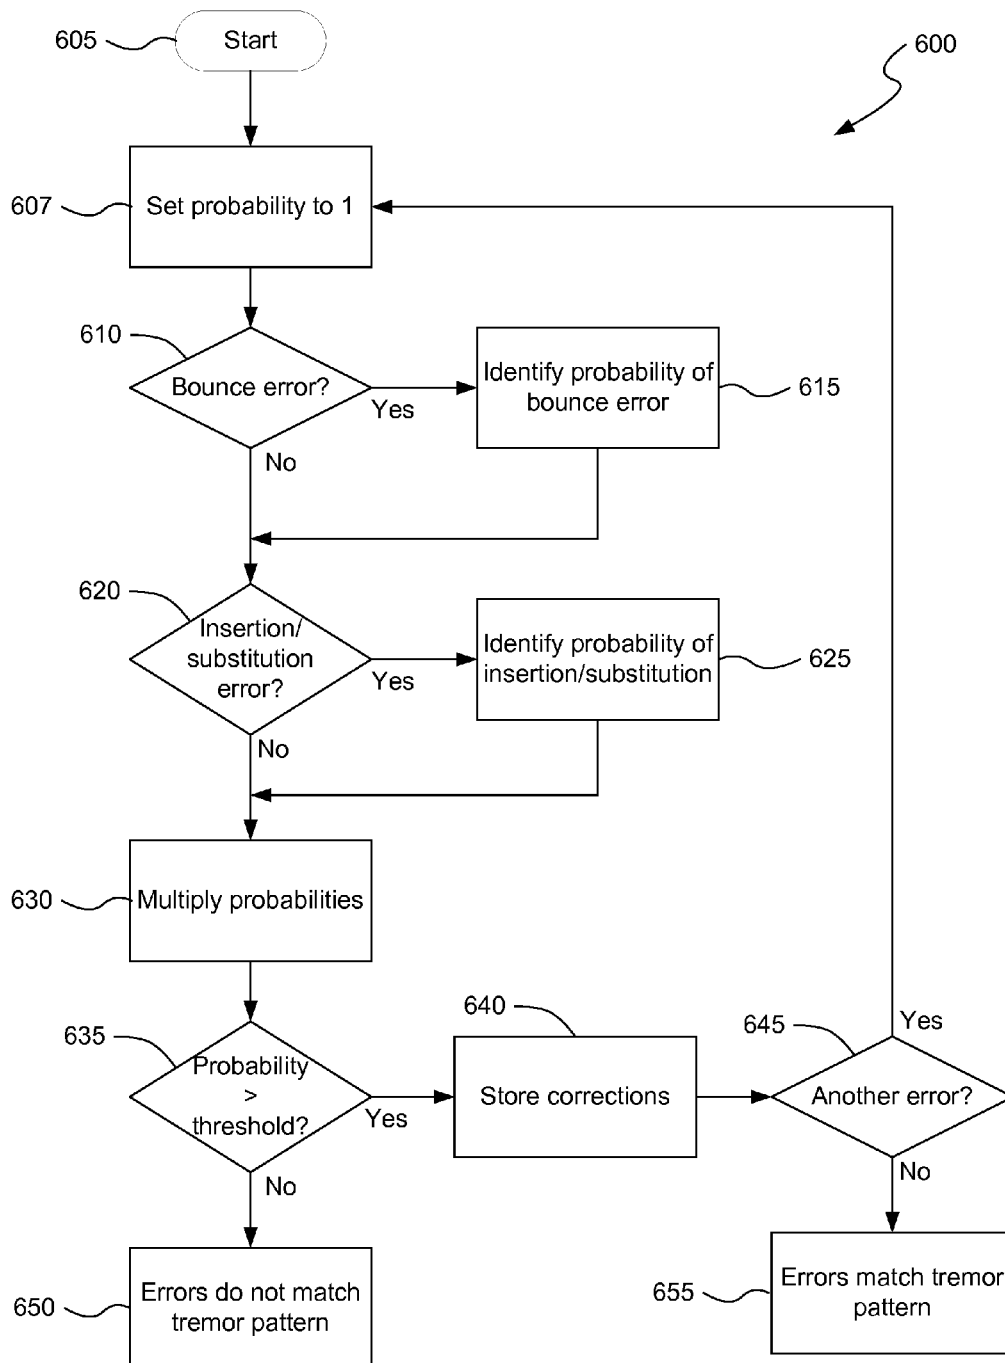 605
Start
600
607
Set probability to 1
610
Bounce error?
Yes
No
Identify probability of
bounce error
615
620
Insertion/
substitution
error?
Yes
No
Identify probability of
insertion/substitution
625
630
Multiply probabilities
635
Probability
>
threshold?
Yes
No
640
Store corrections
645
Another error?
Yes
No
650
Errors do not match
tremor pattern
655
Errors match tremor
pattern